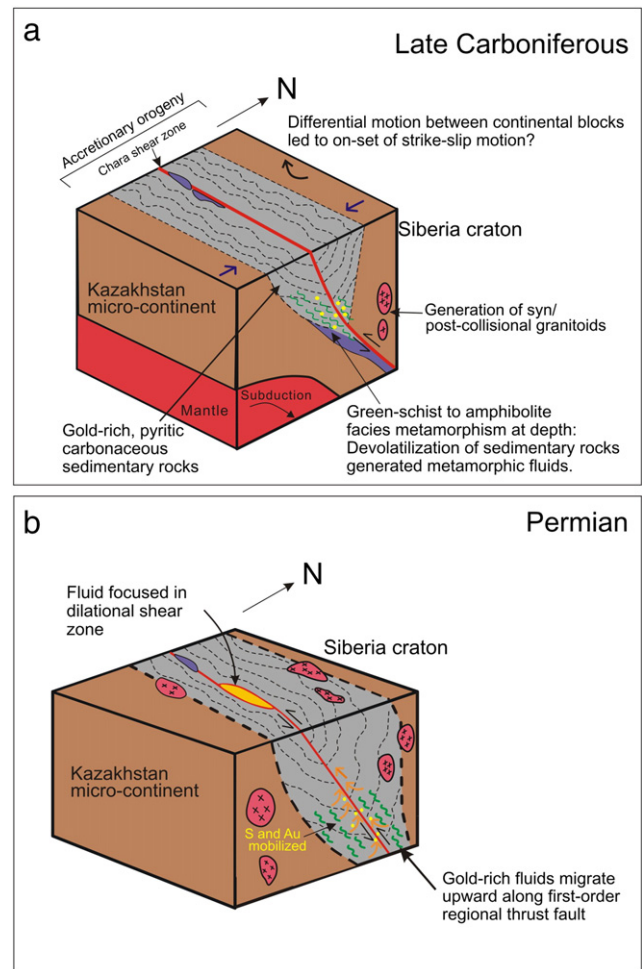 a
Late Carboniferous
N
Accretionary orogeny
Chara shear zone
Differential motion between continental blocks
led to on-set of strike-slip motion?
Siberia craton
Kazakhstan
micro-continent
Generation of syn/
post-collisional granitoids
Subduction
Mantle
Gold-rich, pyritic
carbonaceous
sedimentary rocks
Green-schist to amphibolite
facies metamorphism at depth:
Devolatilization of sedimentary rocks
generated metamorphic fluids.
b
Permian
N
Fluid focused in
dilational shear
zone
Siberia craton
Kazakhstan
micro-continent
S and Au
mobilized
Gold-rich fluids migrate
upward along first-order
regional thrust fault